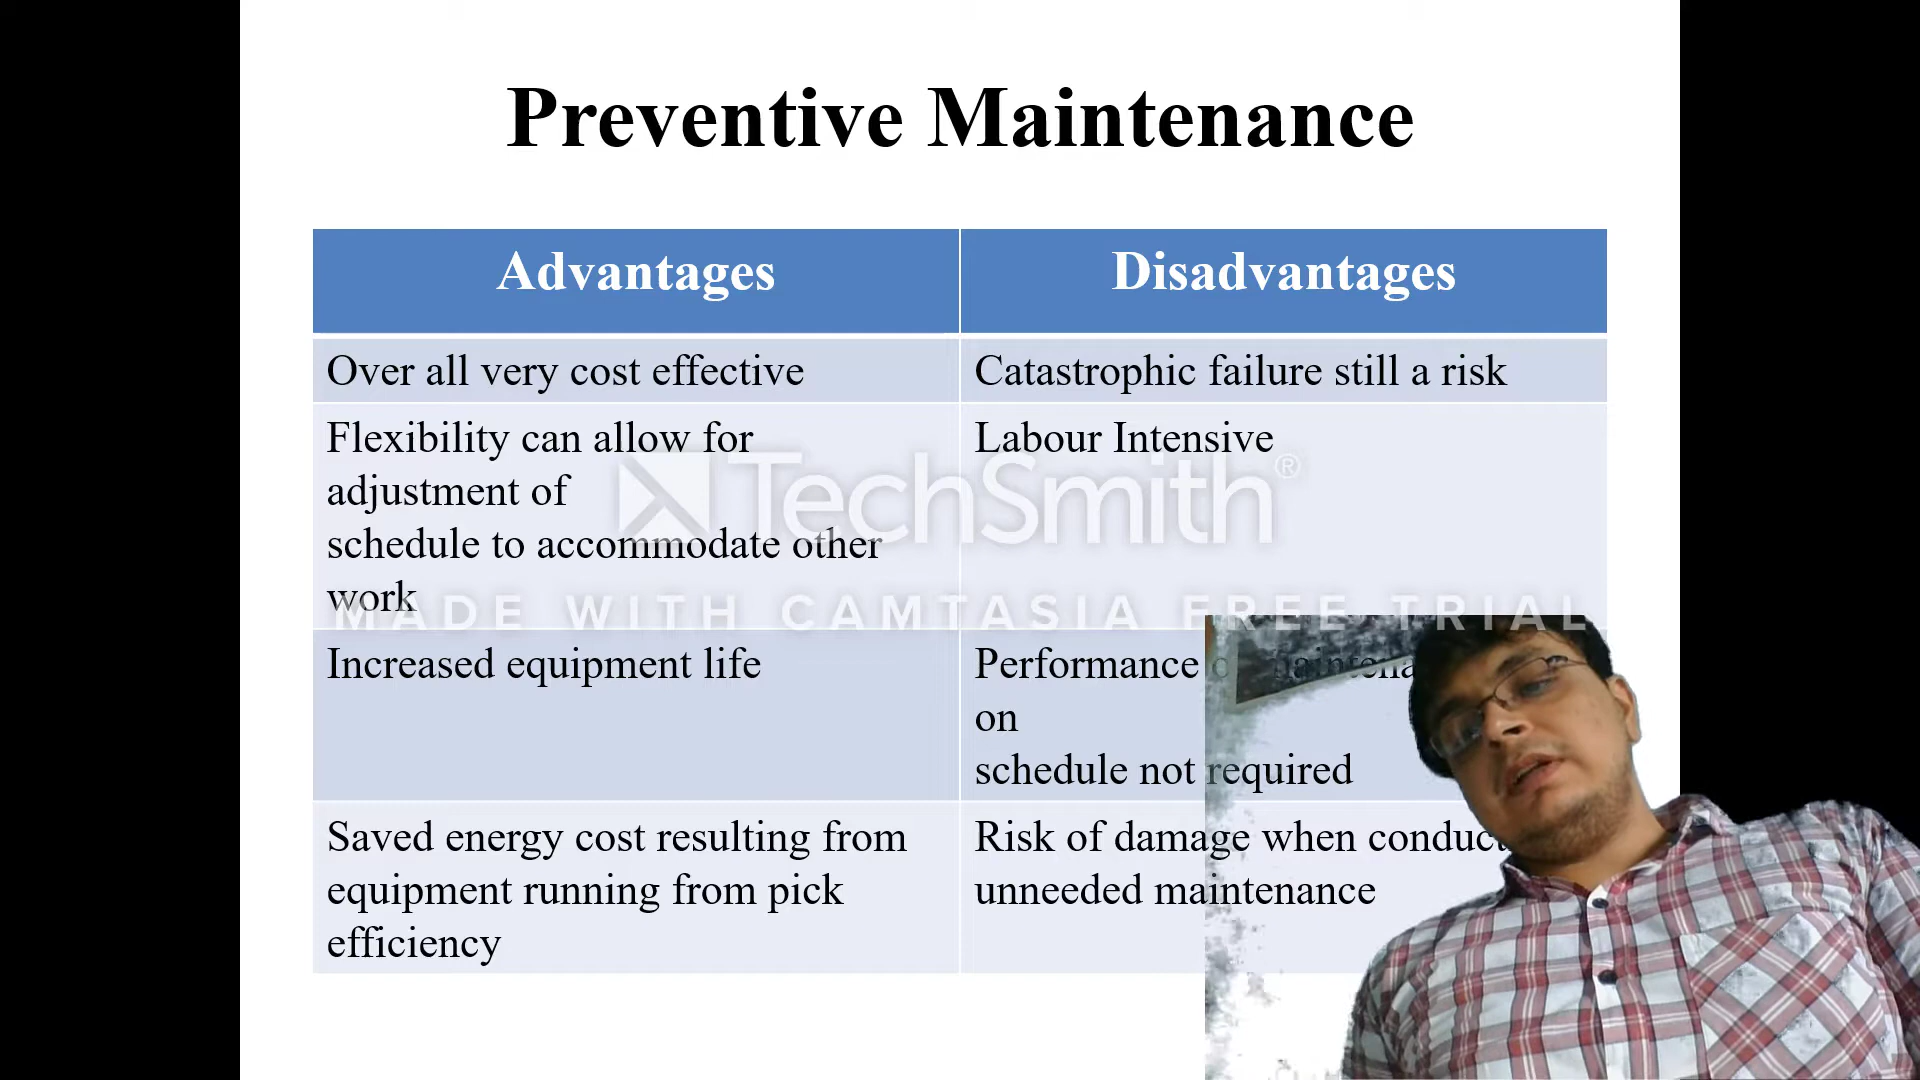 Preventive Maintenance
Advantages
Disadvantages
Over all very cost effective
Catastrophic failure still a risk
Flexibility can allow for
adjustment of
schedule to accommodate other
work
Labour Intensive
TechSmith®
MADE WITH CAMTASIA FREE TRIAL
Increased equipment life
Performance
on
schedule not required
Saved energy cost resulting from
equipment running from pick
efficiency
Risk of damage when
unneeded maintenance